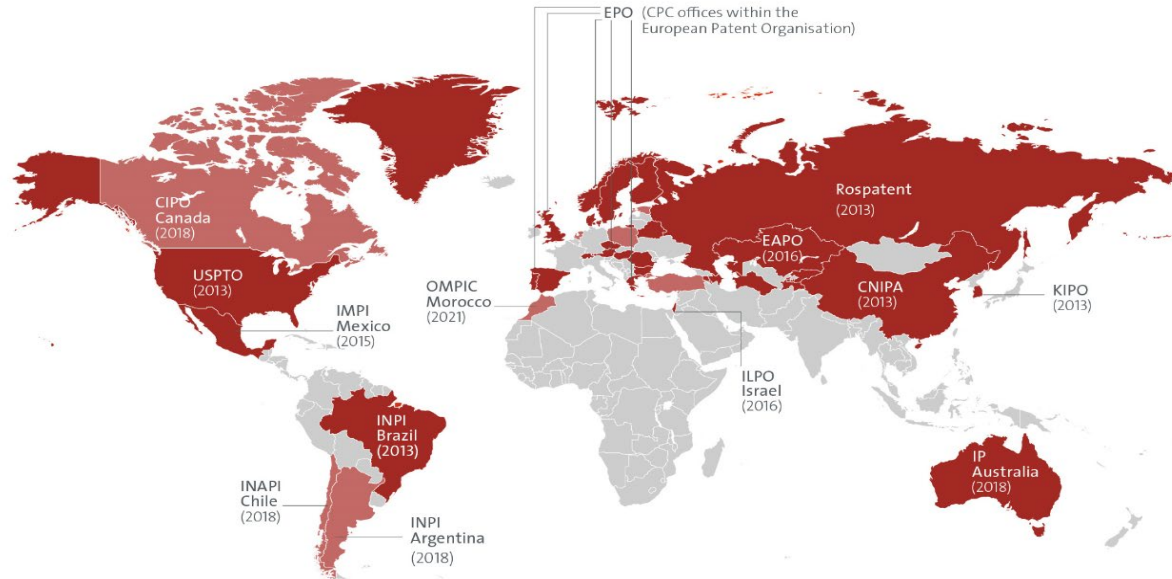 EPO (CPC offices within the
European Patent Organisation)
CIPO
Canada
(2018)
USPTO
(2013)
IMPI
Mexico
(2015)
OMPIC
Morocco
(2021)
Rospatent
(2013)
EAPO
(2016)
CNIPA
(2013)
KIPO
(2013)
ILPO
Israel
(2016)
INPI
Brazil
(2013)
INAPI
Chile
(2018)
INPI
Argentina
(2018)
IP
Australia
(2018)